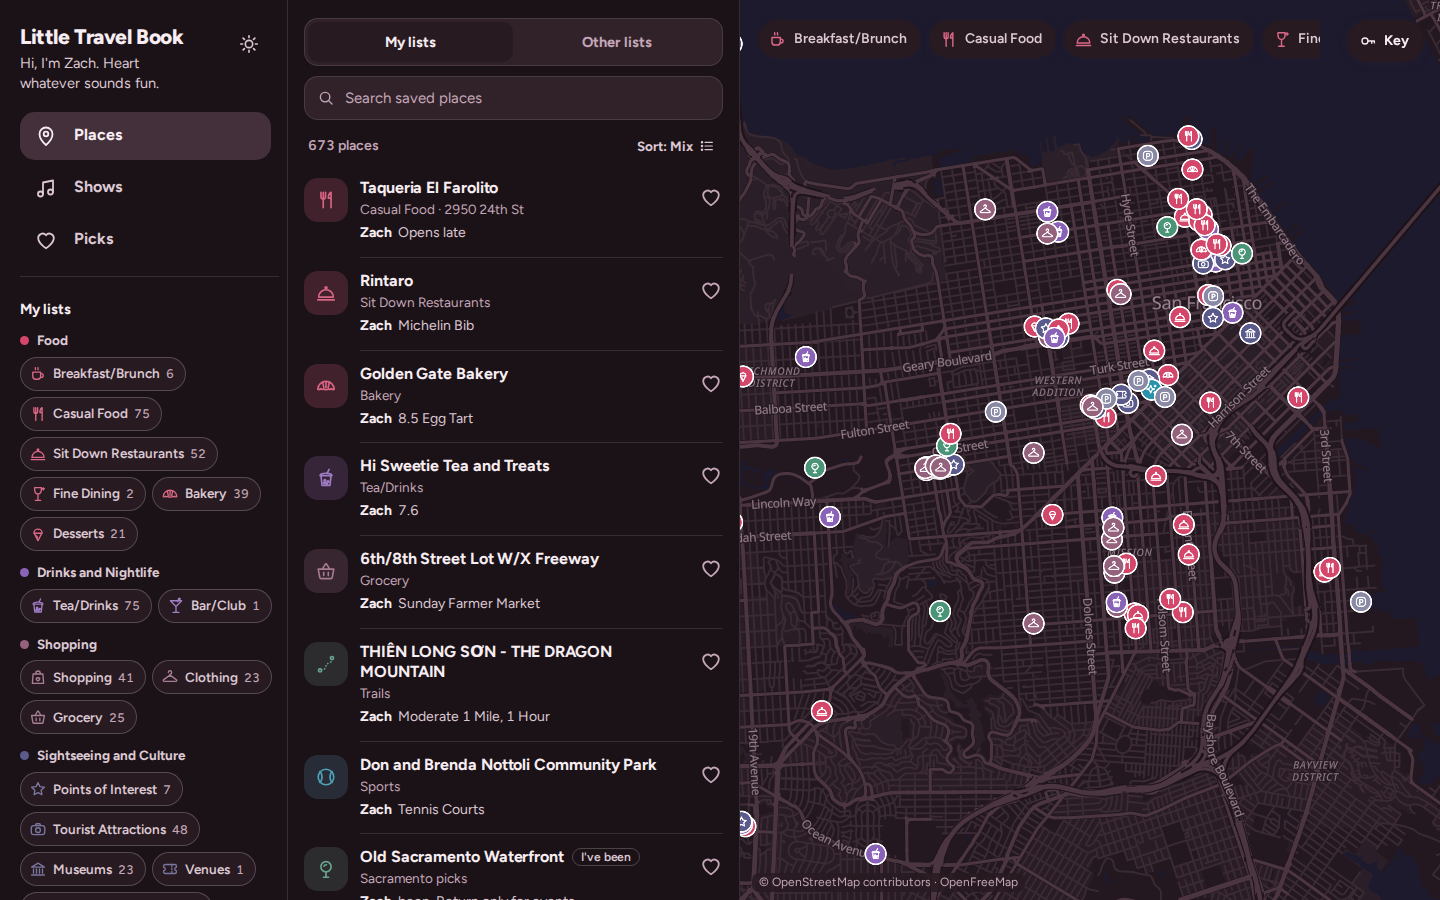 Little Travel Book
Hi, I'm Zach. Heart
whatever sounds fun.
Places
Shows
Picks
My lists
Food
Breakfast/Brunch 6
Casual Food 75
Sit Down Restaurants 52
Fine Dining 2
Bakery 39
Desserts 21
Drinks and Nightlife
Tea/Drinks 75
Bar/Club 1
Shopping
Shopping 41
Clothing 23
Grocery 25
Sightseeing and Culture
Points of Interest 7
Tourist Attractions 48
Museums 23
Venues 1
My lists
Other lists
Search saved places
673 places
Sort: Mix
Taqueria El Farolito
Casual Food · 2950 24th St
Zach Opens late
Rintaro
Sit Down Restaurants
Zach Michelin Bib
Golden Gate Bakery
Bakery
Zach 8.5 Egg Tart
Hi Sweetie Tea and Treats
Tea/Drinks
Zach 7.6
6th/8th Street Lot W/X Freeway
Grocery
Zach Sunday Farmer Market
THIÊN LONG SƠN - THE DRAGON
MOUNTAIN
Trails
Zach Moderate 1 Mile, 1 Hour
Don and Brenda Nottoli Community Park
Sports
Zach Tennis Courts
Old Sacramento Waterfront I've been
Sacramento picks
Breakfast/Brunch
Casual Food
Sit Down Restaurants
Key
Hyde Street
The Embarcadero
Geary Boulevard
Turk Street
WESTERN
ADDITION
DISTRICT
Balboa Street
Fulton Street
Street
Harrison Street
7th Street
3rd Street
Lincoln Way
Street
Dolores Street
19th Avenue
Bayshore Boulevard
BAYVIEW
DISTRICT
© OpenStreetMap contributors · OpenFreeMap